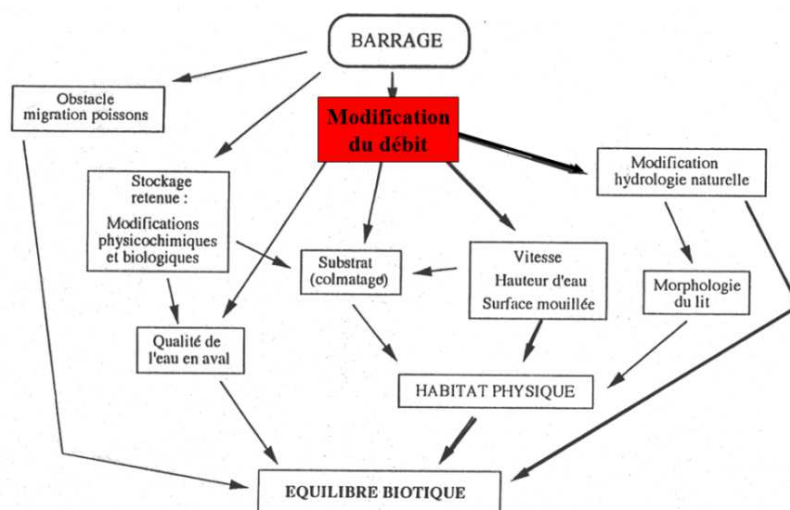 BARRAGE
Obstacle
migration poissons
Modification
du débit
Modification
hydrologie naturelle
Stockage
retenue :
Modifications
physicochimiques
et biologiques
Substrat
(colmatage)
Vitesse
Hauteur d'eau
Surface mouillée
Morphologie
du lit
Qualité de
l'eau en aval
HABITAT PHYSIQUE
EQUILIBRE BIOTIQUE